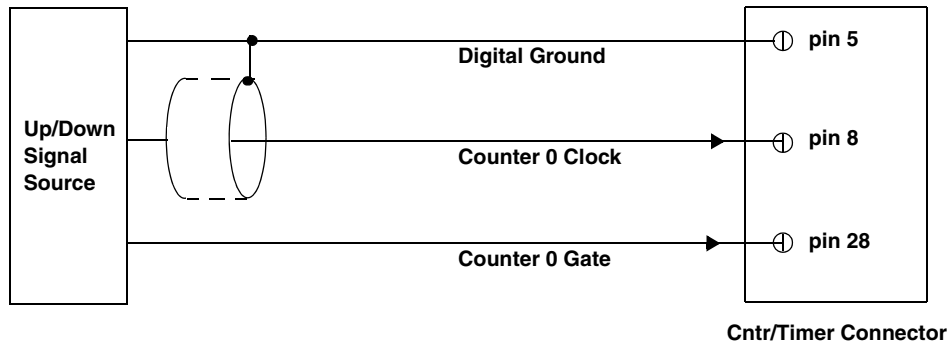 pin 5
Digital Ground
Up/Down
Signal
Source
pin 8
Counter 0 Clock
pin 28
Counter 0 Gate
Cntr/Timer Connector